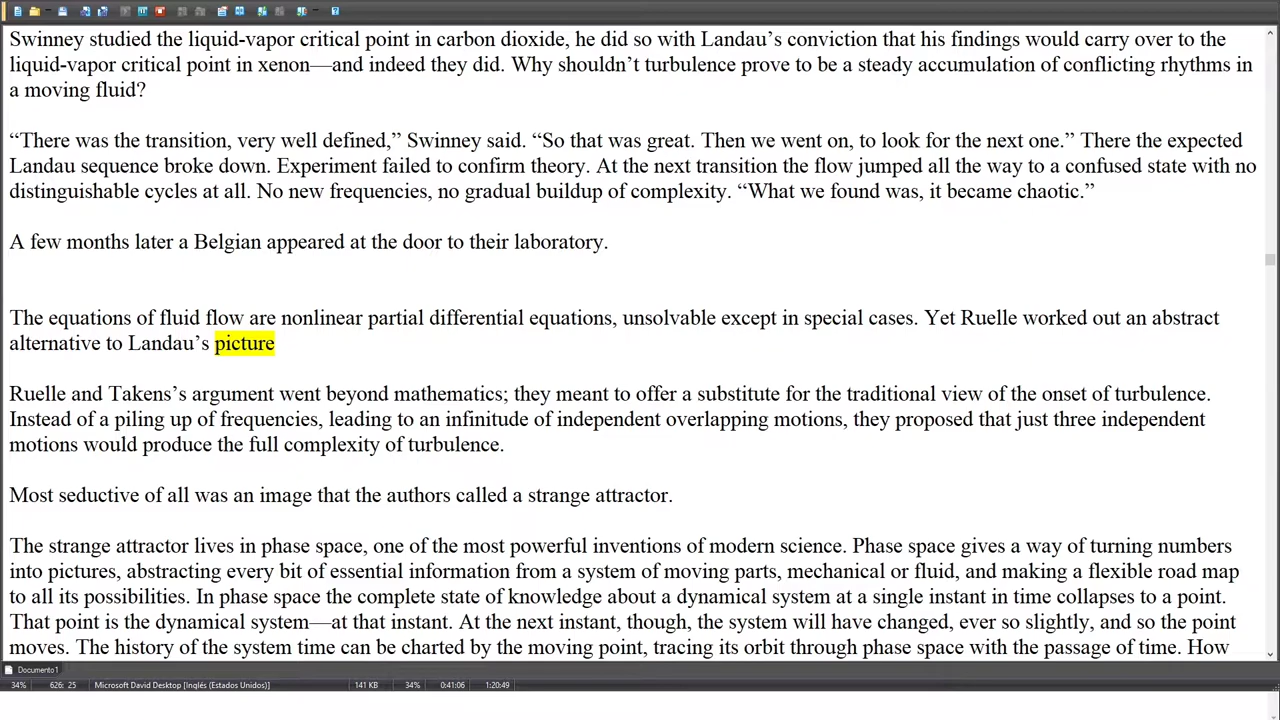 Swinney studied the liquid-vapor critical point in carbon dioxide, he did so with Landau’s conviction that his findings would carry over to the
liquid-vapor critical point in xenon—and indeed they did. Why shouldn’t turbulence prove to be a steady accumulation of conflicting rhythms in
a moving fluid?
“There was the transition, very well defined,” Swinney said. “So that was great. Then we went on, to look for the next one.” There the expected
Landau sequence broke down. Experiment failed to confirm theory. At the next transition the flow jumped all the way to a confused state with no
distinguishable cycles at all. No new frequencies, no gradual buildup of complexity. “What we found was, it became chaotic.”
A few months later a Belgian appeared at the door to their laboratory.
The equations of fluid flow are nonlinear partial differential equations, unsolvable except in special cases. Yet Ruelle worked out an abstract
alternative to Landau’s picture
Ruelle and Takens’s argument went beyond mathematics; they meant to offer a substitute for the traditional view of the onset of turbulence.
Instead of a piling up of frequencies, leading to an infinitude of independent overlapping motions, they proposed that just three independent
motions would produce the full complexity of turbulence.
Most seductive of all was an image that the authors called a strange attractor.
The strange attractor lives in phase space, one of the most powerful inventions of modern science. Phase space gives a way of turning numbers
into pictures, abstracting every bit of essential information from a system of moving parts, mechanical or fluid, and making a flexible road map
to all its possibilities. In phase space the complete state of knowledge about a dynamical system at a single instant in time collapses to a point.
That point is the dynamical system—at that instant. At the next instant, though, the system will have changed, ever so slightly, and so the point
moves. The history of the system time can be charted by the moving point, tracing its orbit through phase space with the passage of time. How
Documento1
34% 626: 25 Microsoft David Desktop [Inglés (Estados Unidos)] 141 KB 34% 0:41:06 1:20:49